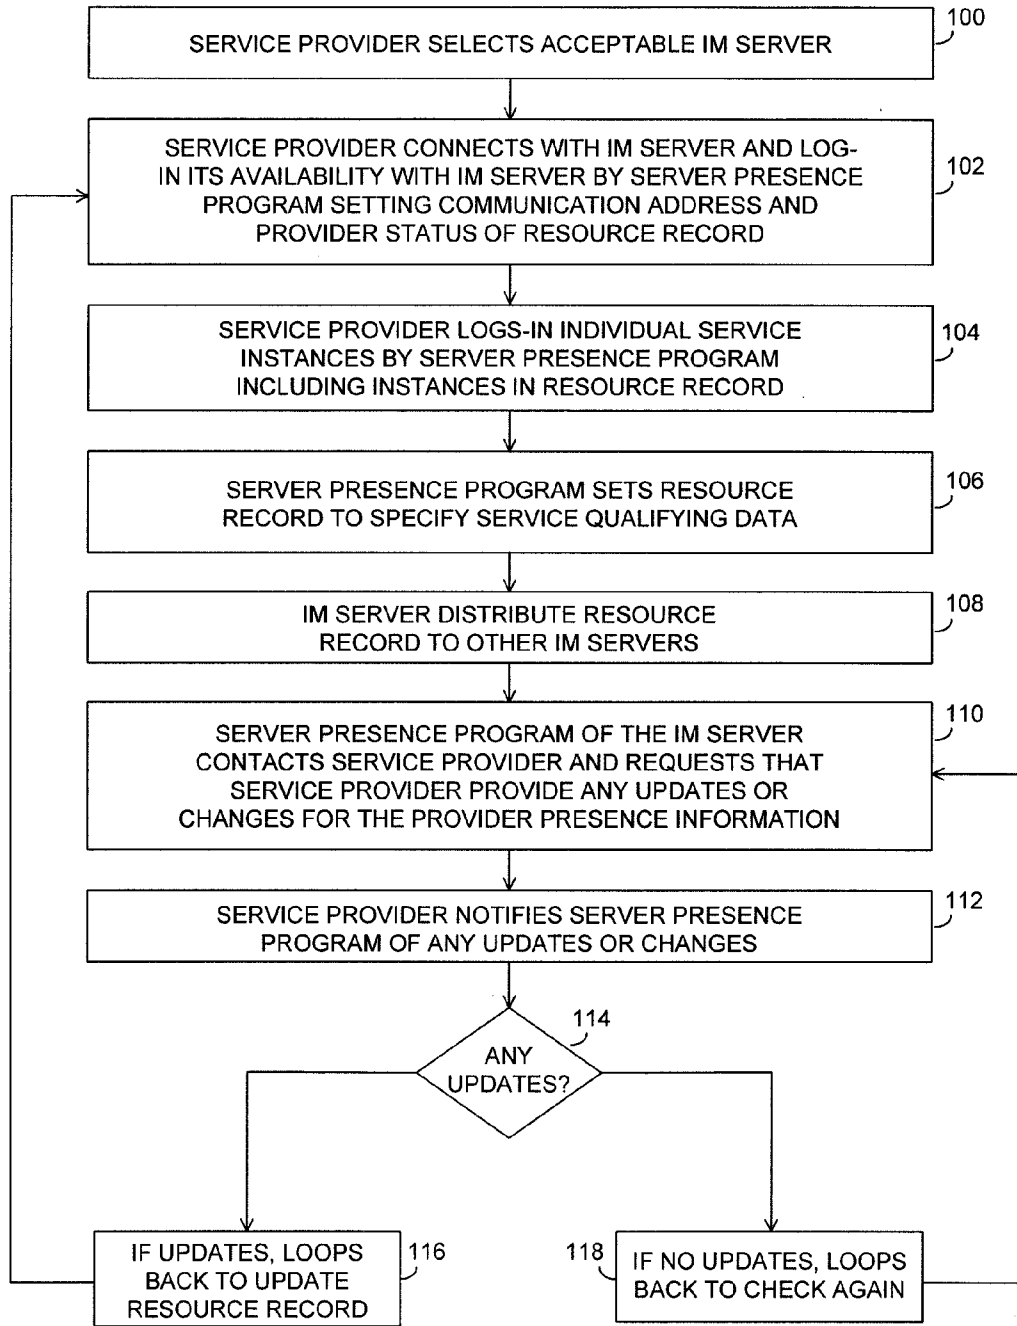 SERVICE PROVIDER SELECTS ACCEPTABLE IM SERVER
100
SERVICE PROVIDER CONNECTS WITH IM SERVER AND LOG-
IN ITS AVAILABILITY WITH IM SERVER BY SERVER PRESENCE
PROGRAM SETTING COMMUNICATION ADDRESS AND
PROVIDER STATUS OF RESOURCE RECORD
102
SERVICE PROVIDER LOGS-IN INDIVIDUAL SERVICE
INSTANCES BY SERVER PRESENCE PROGRAM
INCLUDING INSTANCES IN RESOURCE RECORD
104
SERVER PRESENCE PROGRAM SETS RESOURCE
RECORD TO SPECIFY SERVICE QUALIFYING DATA
106
IM SERVER DISTRIBUTE RESOURCE
RECORD TO OTHER IM SERVERS
108
SERVER PRESENCE PROGRAM OF THE IM SERVER
CONTACTS SERVICE PROVIDER AND REQUESTS THAT
SERVICE PROVIDER PROVIDE ANY UPDATES OR
CHANGES FOR THE PROVIDER PRESENCE INFORMATION
110
SERVICE PROVIDER NOTIFIES SERVER PRESENCE
PROGRAM OF ANY UPDATES OR CHANGES
112
114
ANY
UPDATES?
IF UPDATES, LOOPS
BACK TO UPDATE
RESOURCE RECORD
116
118
IF NO UPDATES, LOOPS
BACK TO CHECK AGAIN